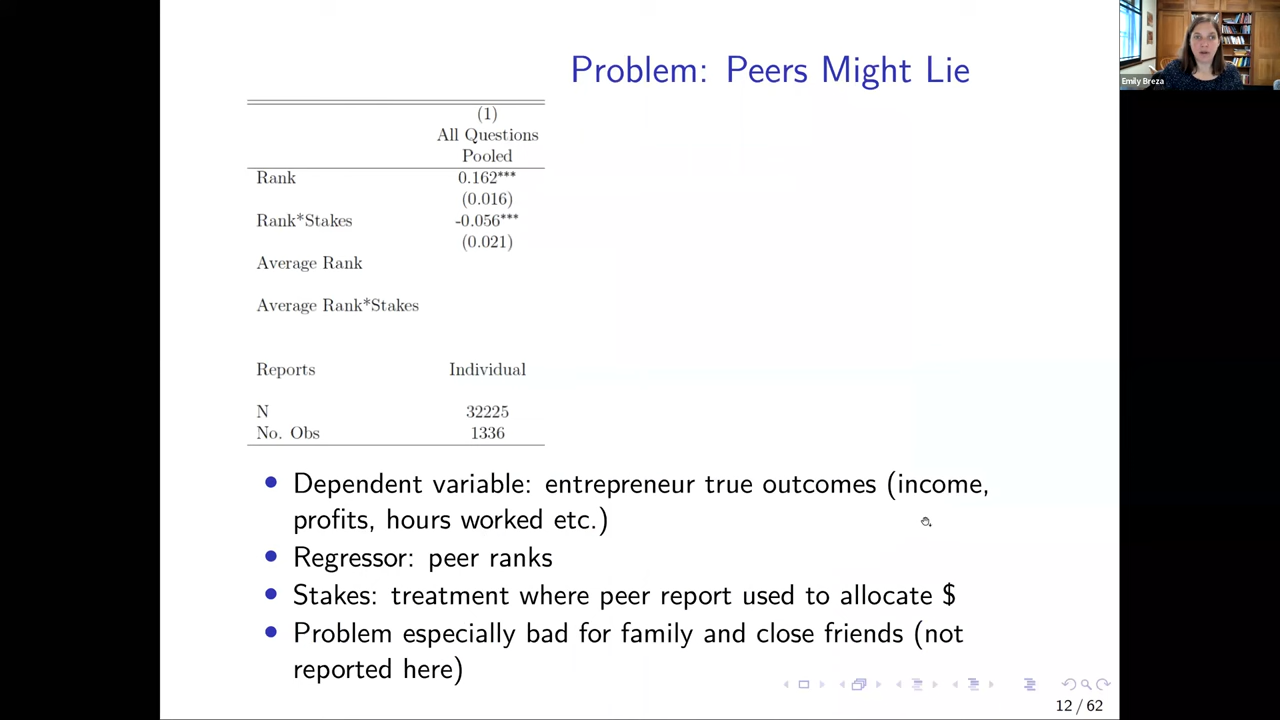 Problem: Peers Might Lie
Emily Breza
(1)
All Questions
Pooled
Rank 0.162***
(0.016)
Rank*Stakes -0.056***
(0.021)
Average Rank
Average Rank*Stakes
Reports Individual
N 32225
No. Obs 1336
• Dependent variable: entrepreneur true outcomes (income,
profits, hours worked etc.)
• Regressor: peer ranks
• Stakes: treatment where peer report used to allocate $
• Problem especially bad for family and close friends (not
reported here)
12 / 62